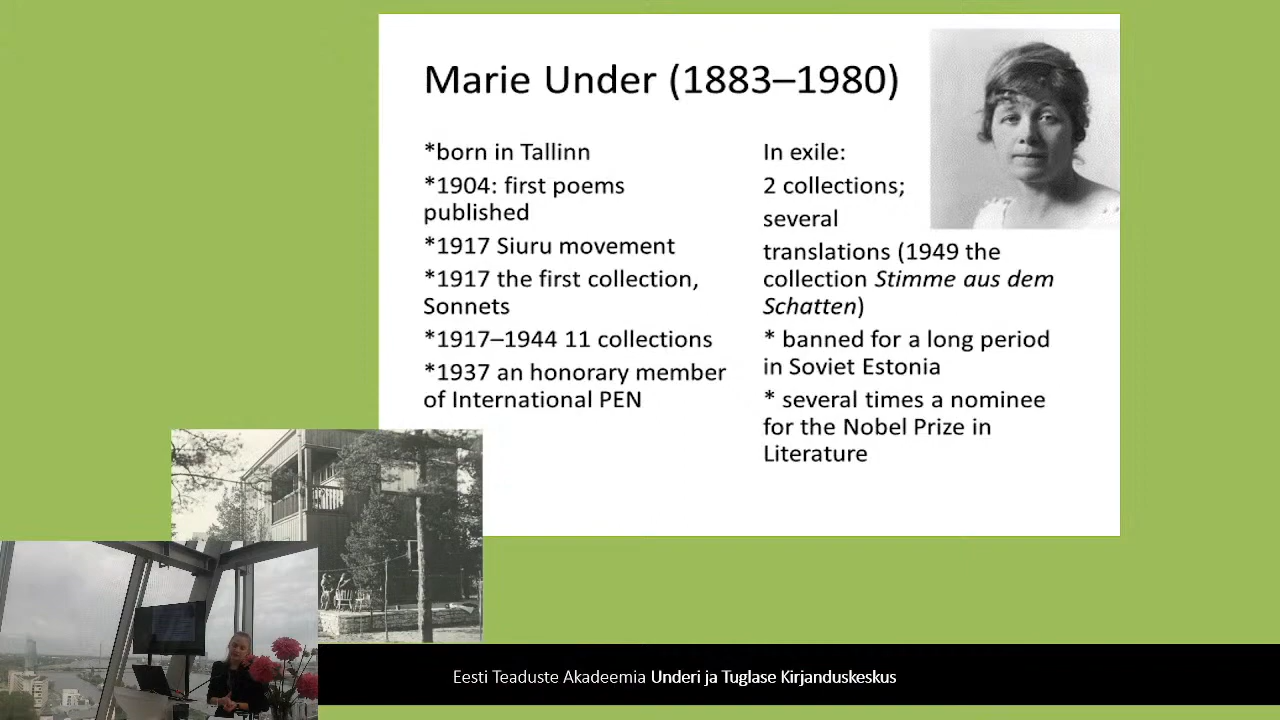 Marie Under (1883–1980)
*born in Tallinn
*1904: first poems
published
*1917 Siuru movement
*1917 the first collection,
Sonnets
*1917–1944 11 collections
*1937 an honorary member
of International PEN
In exile:
2 collections;
several
translations (1949 the
collection Stimme aus dem
Schatten)
* banned for a long period
in Soviet Estonia
* several times a nominee
for the Nobel Prize in
Literature
Eesti Teaduste Akadeemia Underi ja Tuglase Kirjanduskeskus